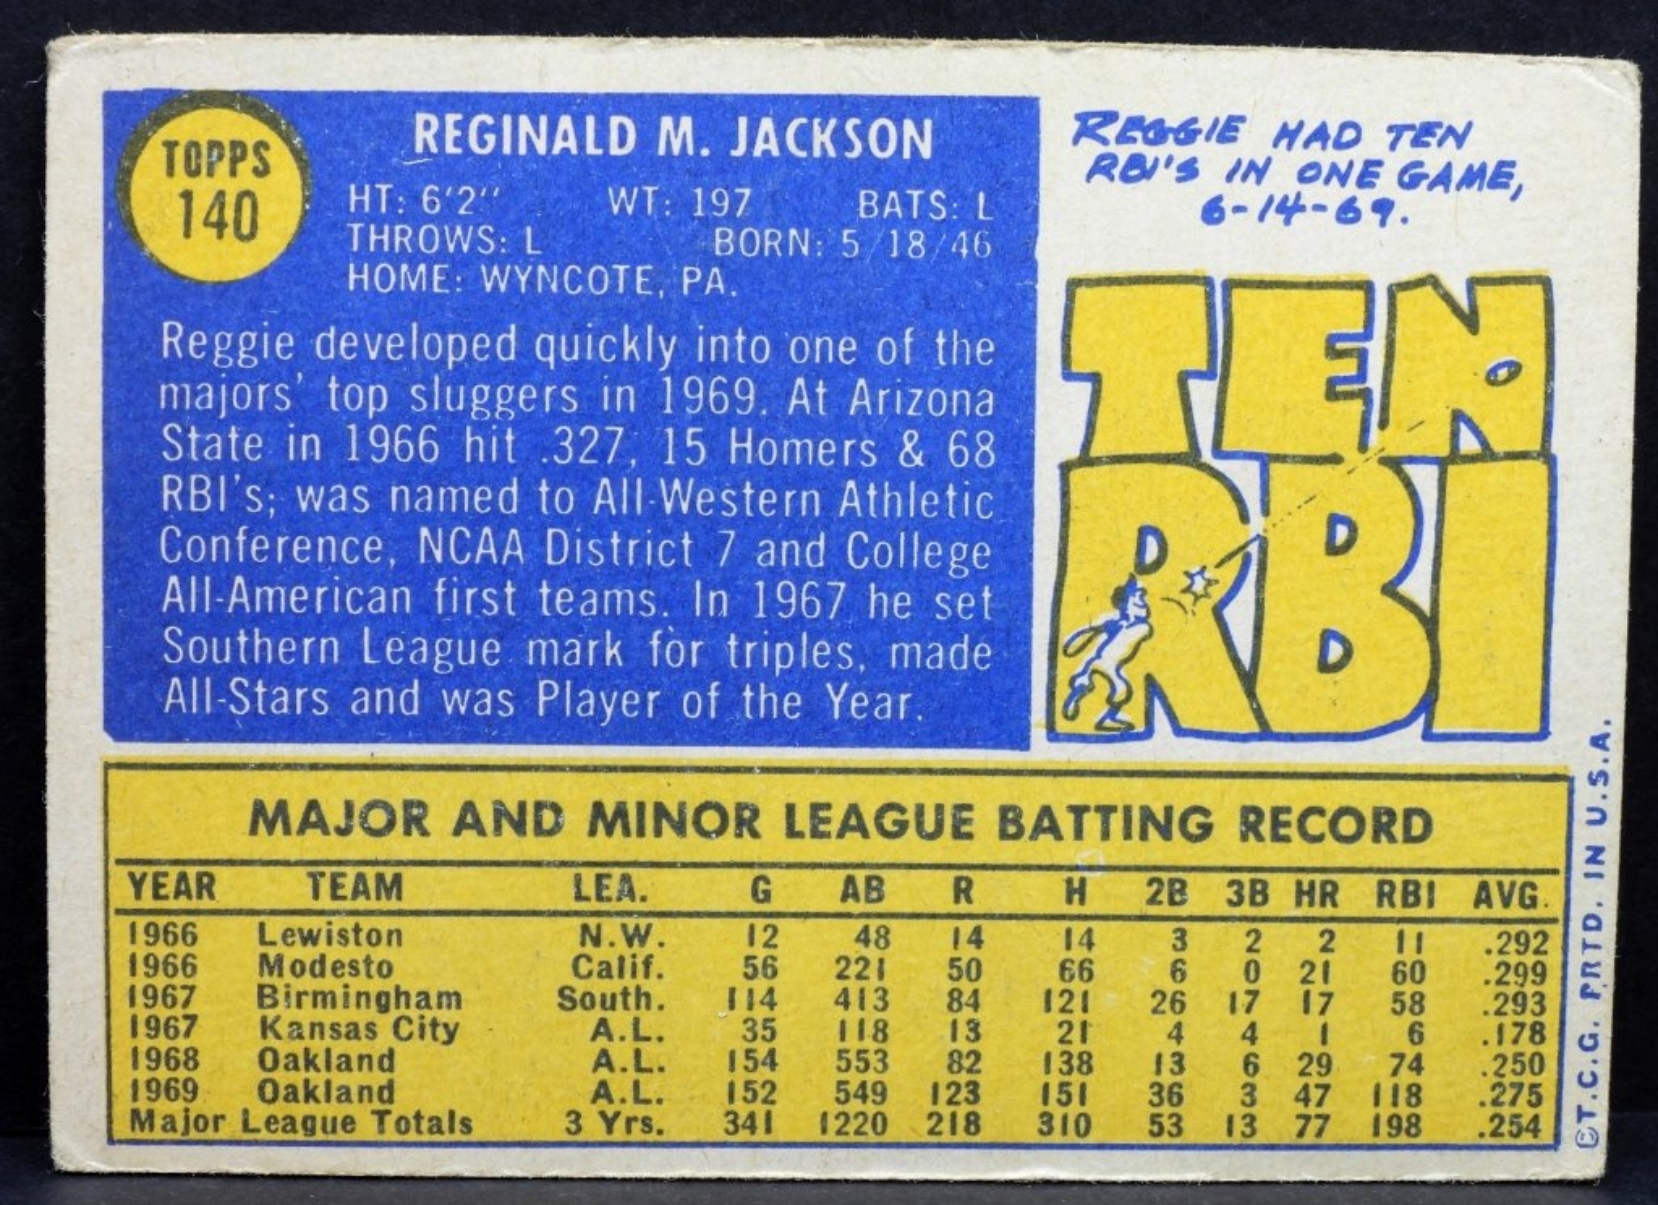 TOPPS
140
REGINALD M. JACKSON
HT: 6'2'' WT: 197 BATS: L
THROWS: L BORN: 5/18/46
HOME: WYNCOTE, PA.
Reggie developed quickly into one of the
majors' top sluggers in 1969. At Arizona
State in 1966 hit .327, 15 Homers & 68
RBI's; was named to All-Western Athletic
Conference, NCAA District 7 and College
All-American first teams. In 1967 he set
Southern League mark for triples, made
All-Stars and was Player of the Year.
REGGIE HAD TEN
RBI'S IN ONE GAME,
6-14-69.
TEN
RBI
MAJOR AND MINOR LEAGUE BATTING RECORD
YEAR TEAM LEA. G AB R H 2B 3B HR RBI AVG.
1966 Lewiston N.W. 12 48 14 14 3 2 2 11 .292
1966 Modesto Calif. 56 221 50 66 6 0 21 60 .299
1967 Birmingham South. 114 413 84 121 26 17 17 58 .293
1967 Kansas City A.L. 35 118 13 21 4 4 1 6 .178
1968 Oakland A.L. 154 553 82 138 13 6 29 74 .250
1969 Oakland A.L. 152 549 123 151 36 3 47 118 .275
Major League Totals 3 Yrs. 341 1220 218 310 53 13 77 198 .254
©T.C.G. PRTD. IN U.S.A.